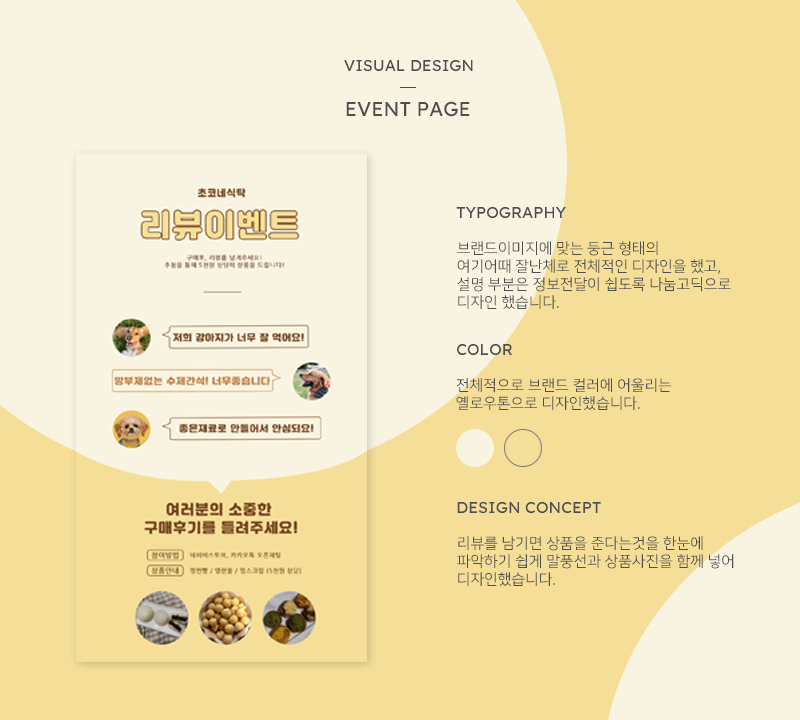 VISUAL DESIGN
EVENT PAGE
초코네식탁
리뷰이벤트
구매후, 리뷰를 남겨주세요!
추첨을 통해 5천원 상당의 상품을 드립니다!
저희 강아지가 너무 잘 먹어요!
방부제없는 수제간식! 너무좋습니다
좋은재료로 만들어서 안심되요!
여러분의 소중한
구매후기를 들려주세요!
참여방법 네이버스토어, 카카오톡 오픈채팅
상품안내 / 명란볼 / 링스크립 (5천원 상당)
TYPOGRAPHY
브랜드이미지에 맞는 둥근 형태의
여기어때 잘난체로 전체적인 디자인을 했고,
설명 부분은 정보전달이 쉽도록 나눔고딕으로
디자인 했습니다.
COLOR
전체적으로 브랜드 컬러에 어울리는
옐로우톤으로 디자인했습니다.
DESIGN CONCEPT
리뷰를 남기면 상품을 준다는것을 한눈에
파악하기 쉽게 말풍선과 상품사진을 함께 넣어
디자인했습니다.